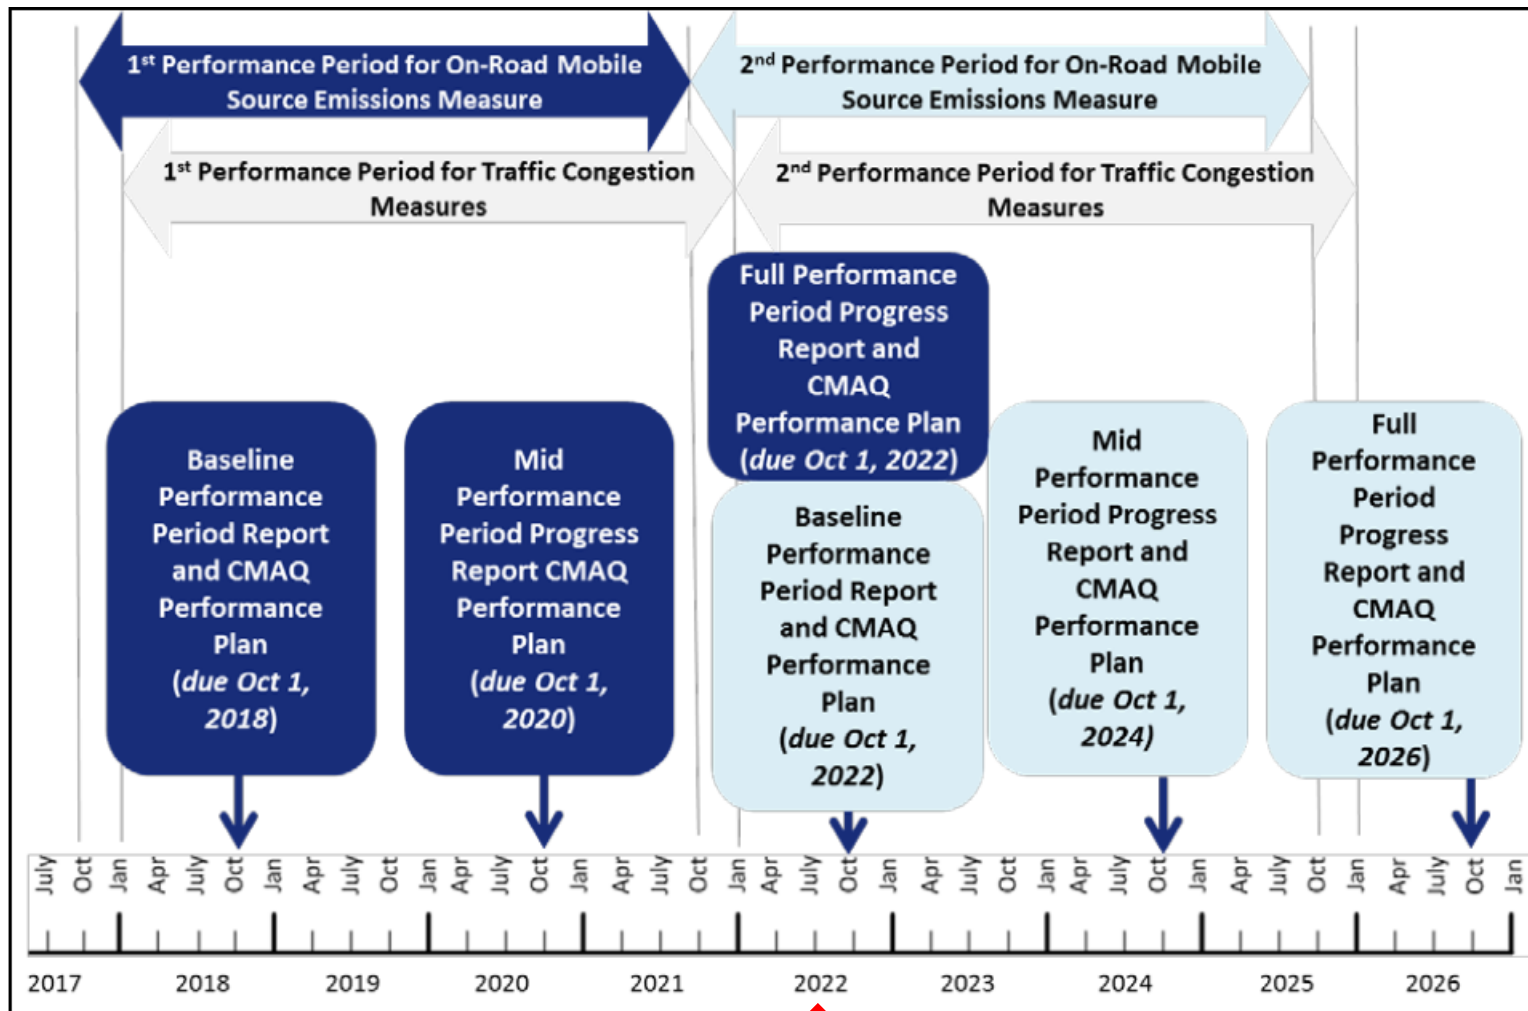 1st Performance Period for On-Road Mobile
Source Emissions Measure
2nd Performance Period for On-Road Mobile
Source Emissions Measure
1st Performance Period for Traffic Congestion
Measures
2nd Performance Period for Traffic Congestion
Measures
Baseline
Performance
Period Report
and CMAQ
Performance
Plan
(due Oct 1,
2018)
Mid
Performance
Period Progress
Report CMAQ
Performance
Plan
(due Oct 1,
2020)
Full Performance
Period Progress
Report and
CMAQ
Performance Plan
(due Oct 1, 2022)
Baseline
Performance
Period Report
and CMAQ
Performance
Plan
(due Oct 1,
2022)
Mid
Performance
Period Progress
Report and
CMAQ
Performance
Plan
(due Oct 1,
2024)
Full
Performance
Period
Progress
Report and
CMAQ
Performance
Plan
(due Oct 1,
2026)
July Oct Jan Apr July Oct Jan Apr July Oct Jan Apr July Oct Jan Apr July Oct Jan Apr July Oct Jan Apr July Oct Jan Apr July Oct Jan Apr July Oct Jan Apr July Oct Jan
2017 2018 2019 2020 2021 2022 2023 2024 2025 2026